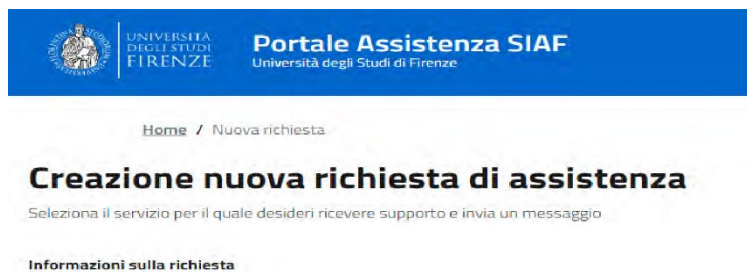 UNIVERSITÀ
DEGLI STUDI
FIRENZE
Portale Assistenza SIAF
Università degli Studi di Firenze
Home / Nuova richiesta
Creazione nuova richiesta di assistenza
Seleziona il servizio per il quale desideri ricevere supporto e invia un messaggio
Informazioni sulla richiesta